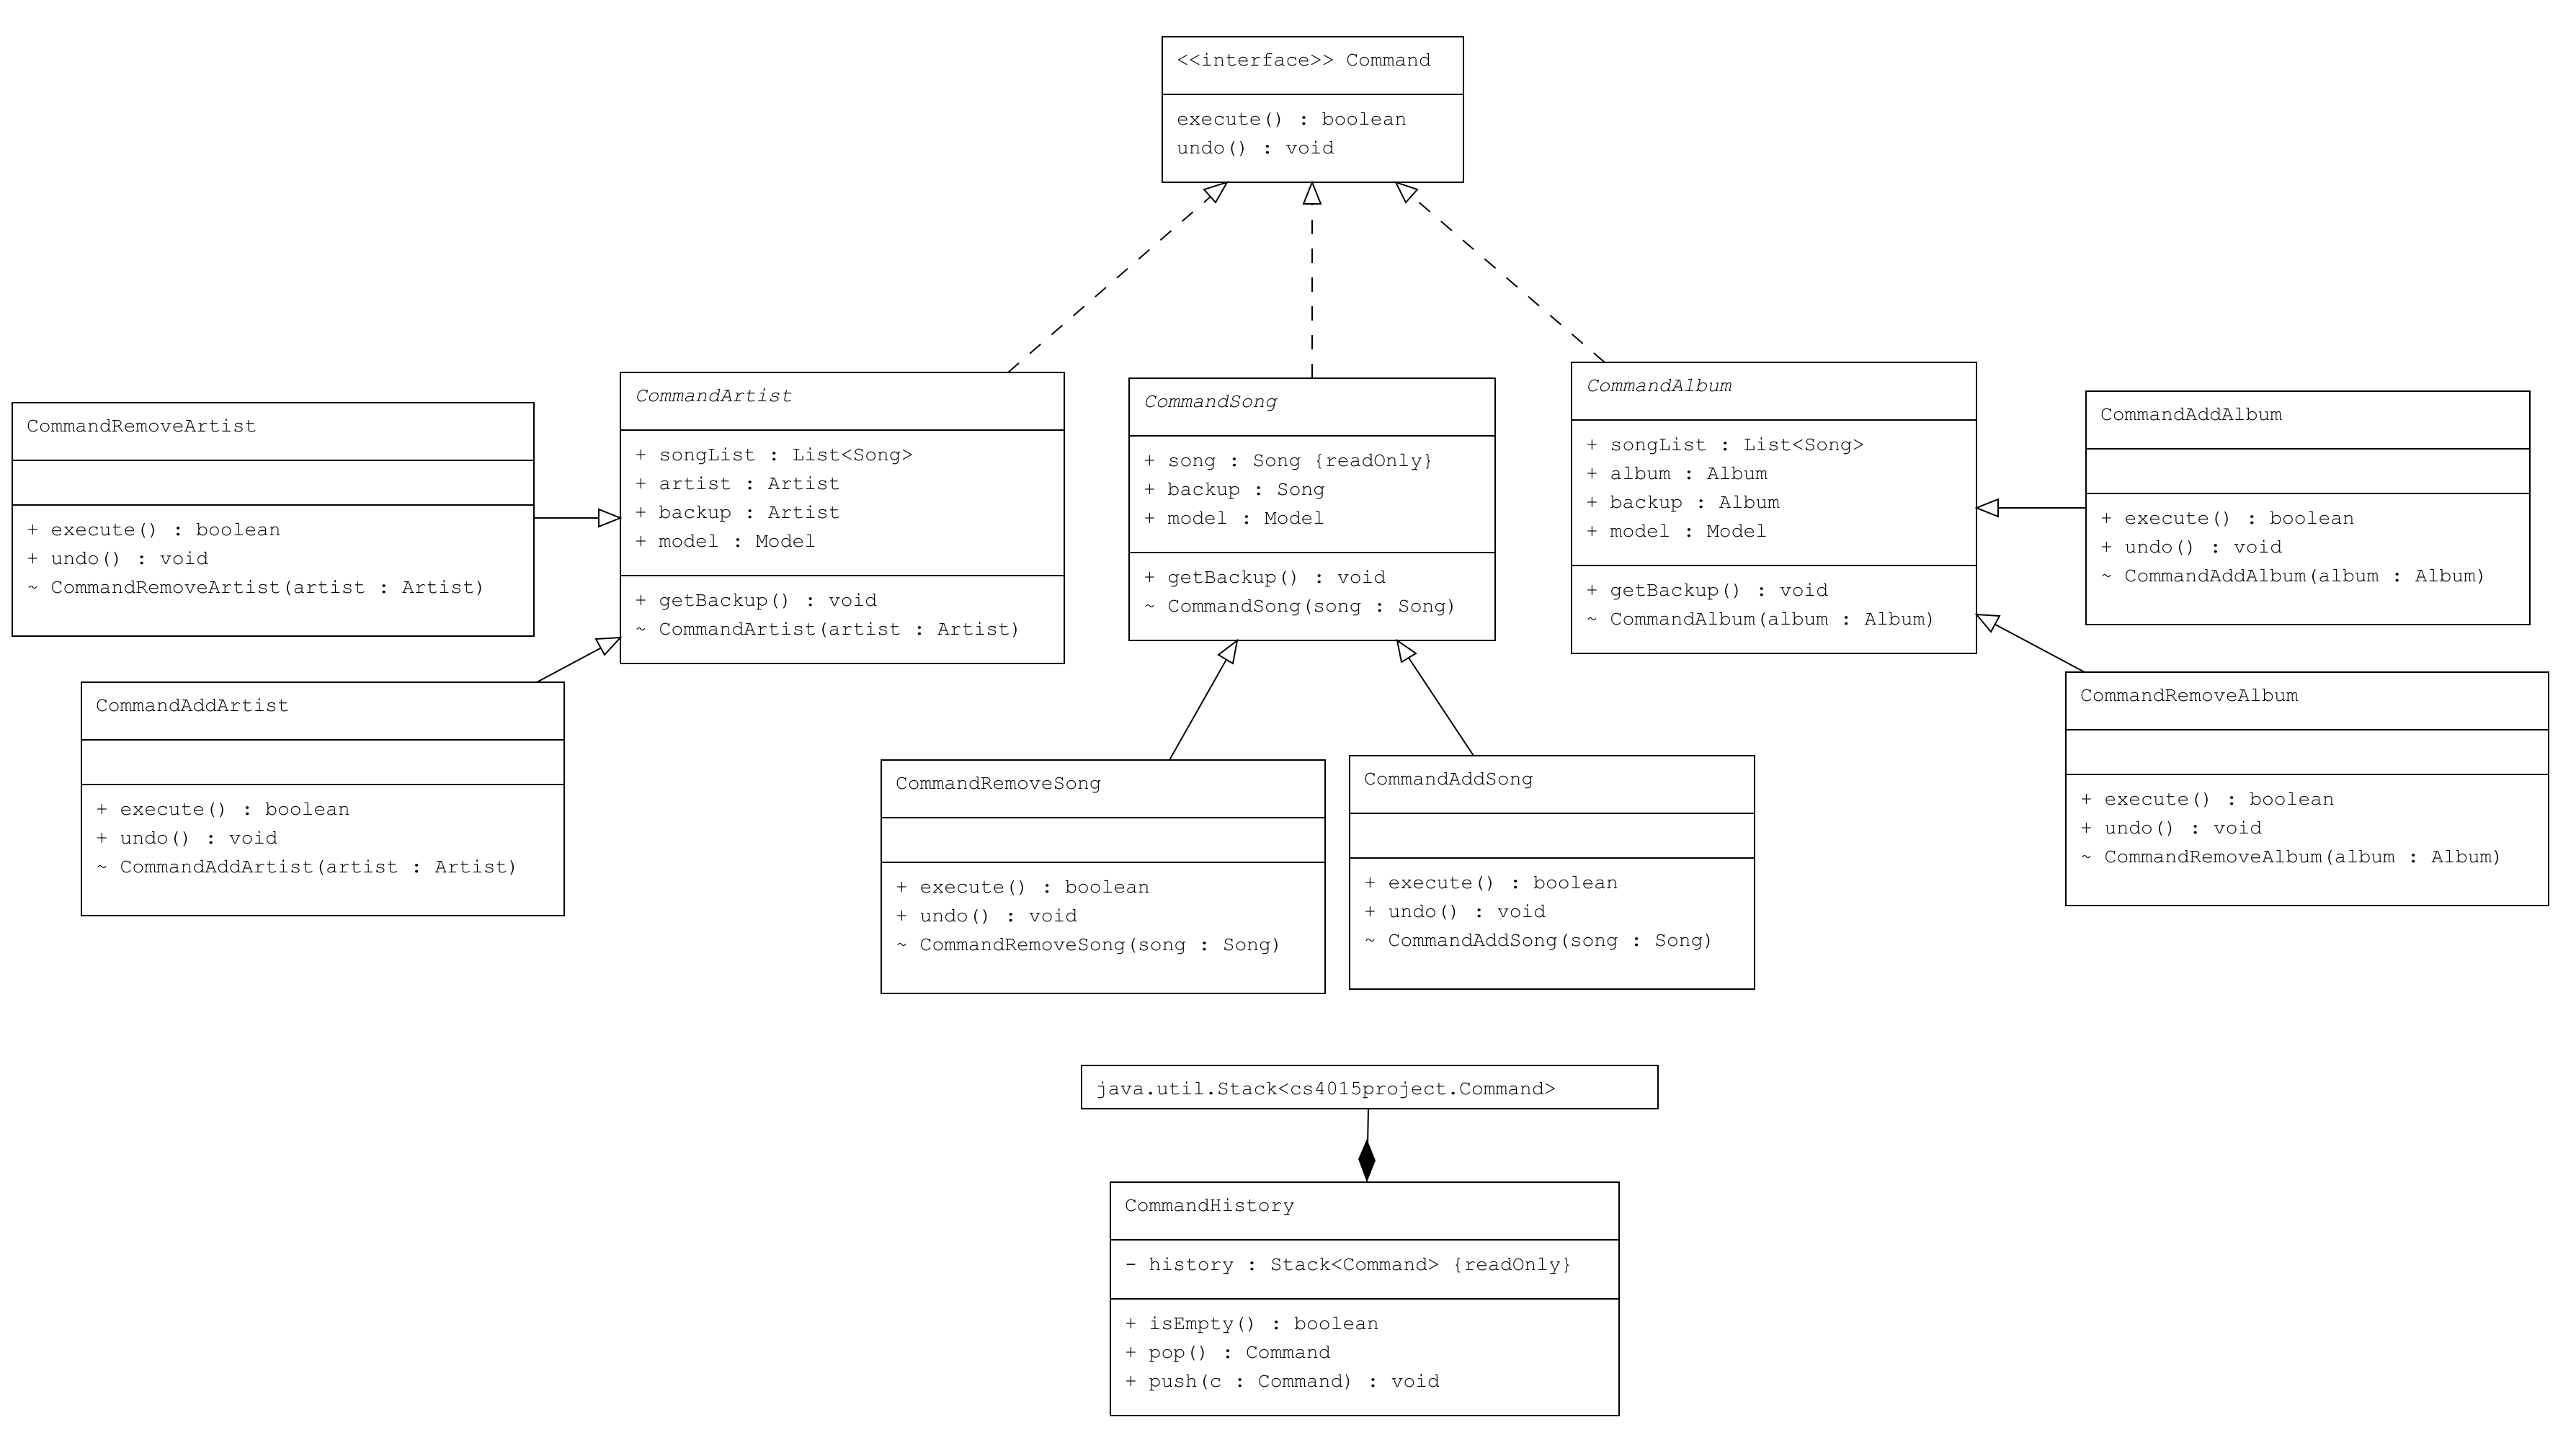 <<interface>> Command
execute() : boolean
undo() : void
CommandRemoveArtist
+ execute() : boolean
+ undo() : void
~ CommandRemoveArtist(artist : Artist)
CommandArtist
+ songList : List<Song>
+ artist : Artist
+ backup : Artist
+ model : Model
+ getBackup() : void
~ CommandArtist(artist : Artist)
CommandSong
+ song : Song {readOnly}
+ backup : Song
+ model : Model
+ getBackup() : void
~ CommandSong(song : Song)
CommandAlbum
+ songList : List<Song>
+ album : Album
+ backup : Album
+ model : Model
+ getBackup() : void
~ CommandAlbum(album : Album)
CommandAddAlbum
+ execute() : boolean
+ undo() : void
~ CommandAddAlbum(album : Album)
CommandAddArtist
+ execute() : boolean
+ undo() : void
~ CommandAddArtist(artist : Artist)
CommandRemoveSong
+ execute() : boolean
+ undo() : void
~ CommandRemoveSong(song : Song)
CommandAddSong
+ execute() : boolean
+ undo() : void
~ CommandAddSong(song : Song)
CommandRemoveAlbum
+ execute() : boolean
+ undo() : void
~ CommandRemoveAlbum(album : Album)
java.util.Stack<cs4015project.Command>
CommandHistory
- history : Stack<Command> {readOnly}
+ isEmpty() : boolean
+ pop() : Command
+ push(c : Command) : void